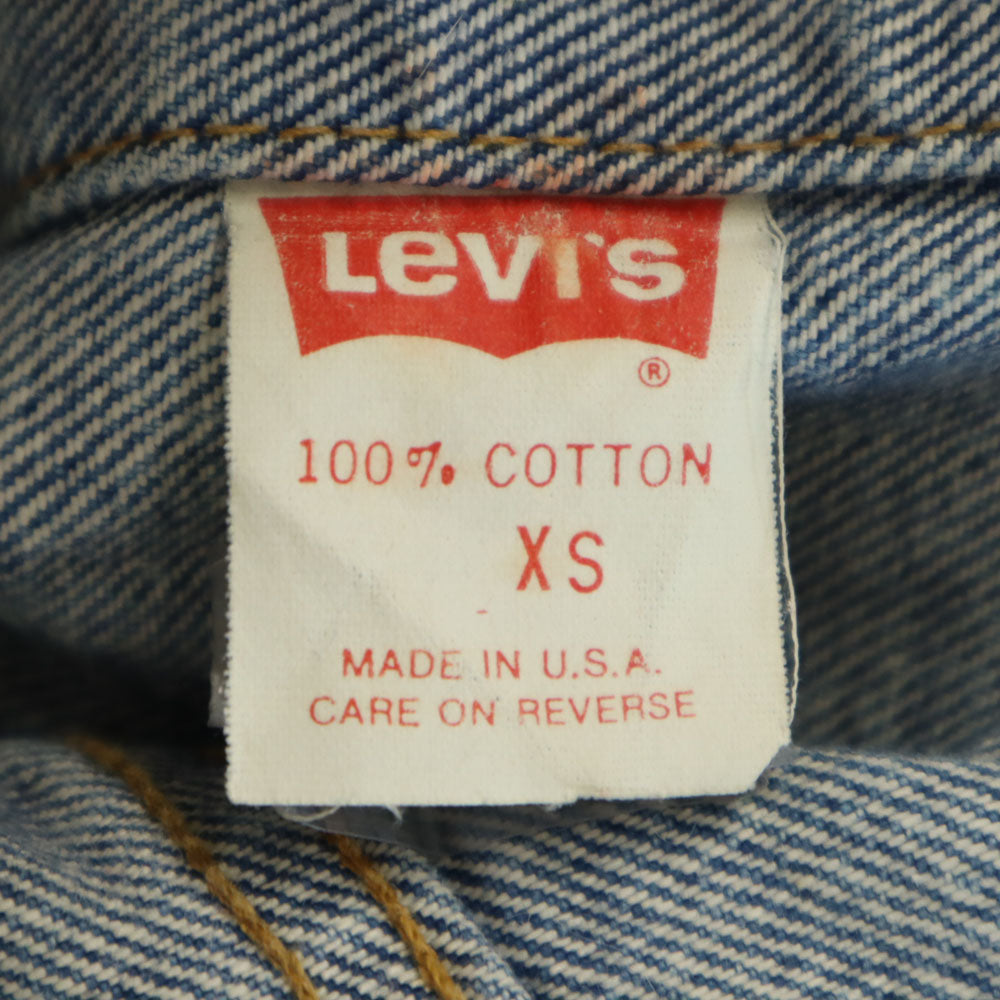 LEVI'S
®
100% COTTON
XS
MADE IN U.S.A.
CARE ON REVERSE